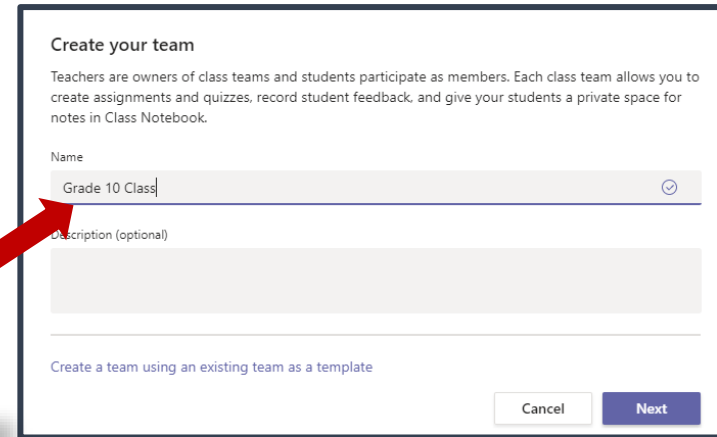 Create your team
Teachers are owners of class teams and students participate as members. Each class team allows you to
create assignments and quizzes, record student feedback, and give your students a private space for
notes in Class Notebook.
Name
Grade 10 Class
Description (optional)
Create a team using an existing team as a template
Cancel Next